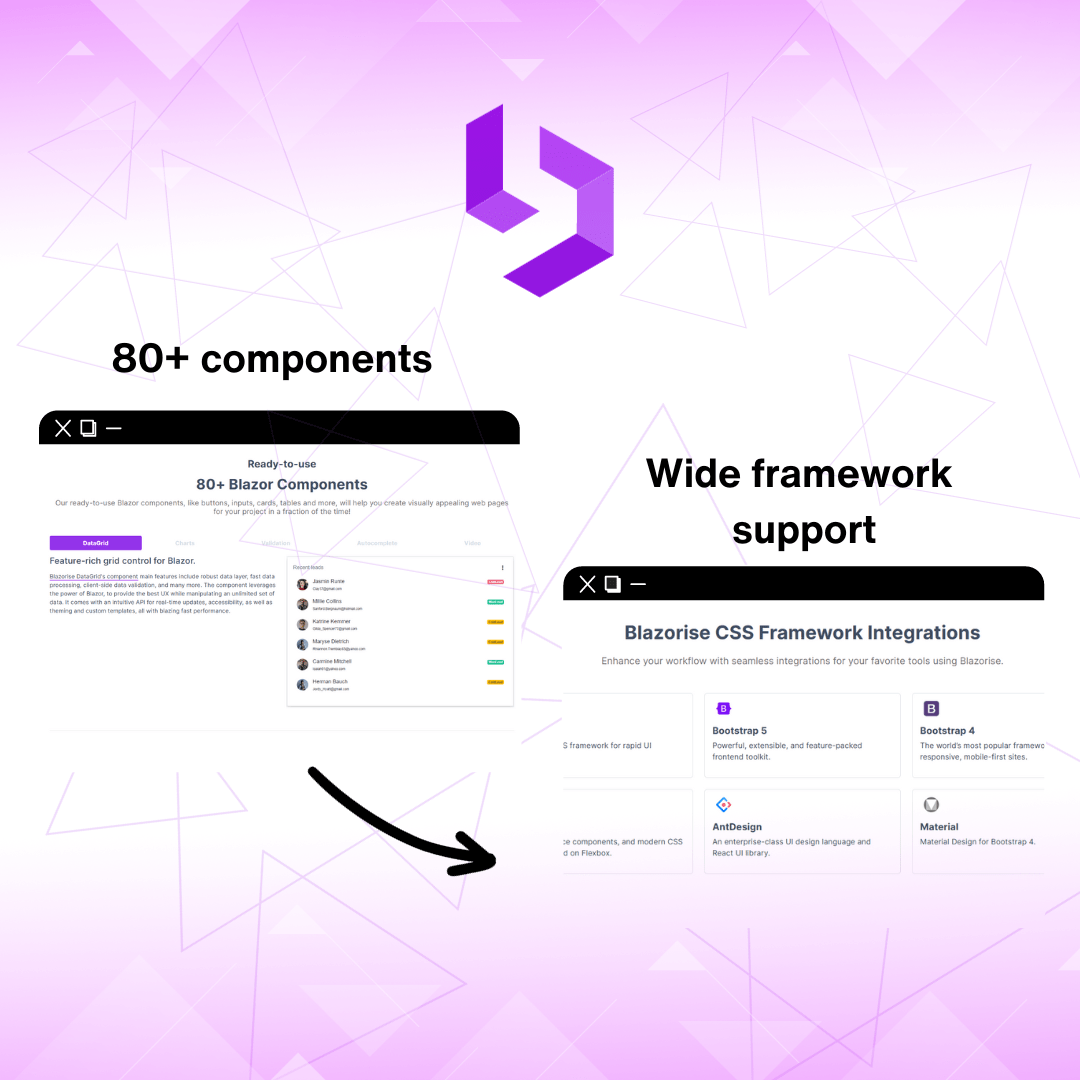 80+ components
Ready-to-use
80+ Blazor Components
Our ready-to-use Blazor components, like buttons, inputs, cards, tables and more, will help you create visually appealing web pages
for your project in a fraction of the time!
DataGrid
Charts
Validation
Autocomplete
Video
Feature-rich grid control for Blazor.
Blazorise DataGrid's component main features include robust data layer, fast data
processing, client-side data validation, and many more. The component leverages
the power of Blazor, to provide the best UX while manipulating an unlimited set of
data. It comes with an intuitive API for real-time updates, accessibility, as well as
theming and custom templates, all with blazing fast performance.
Recent leads
Jasmin Runie
Millie Collins
Katrine Kemmer
Maryse Dietrich
Carmine Mitchell
Herman Bauch
Wide framework
support
Blazorise CSS Framework Integrations
Enhance your workflow with seamless integrations for your favorite tools using Blazorise.
S framework for rapid UI
B
Bootstrap 5
Powerful, extensible, and feature-packed
frontend toolkit.
B
Bootstrap 4
The world's most popular framewo
responsive, mobile-first sites.
ce components, and modern CSS
d on Flexbox.
AntDesign
An enterprise-class UI design language and
React UI library.
Material
Material Design for Bootstrap 4.